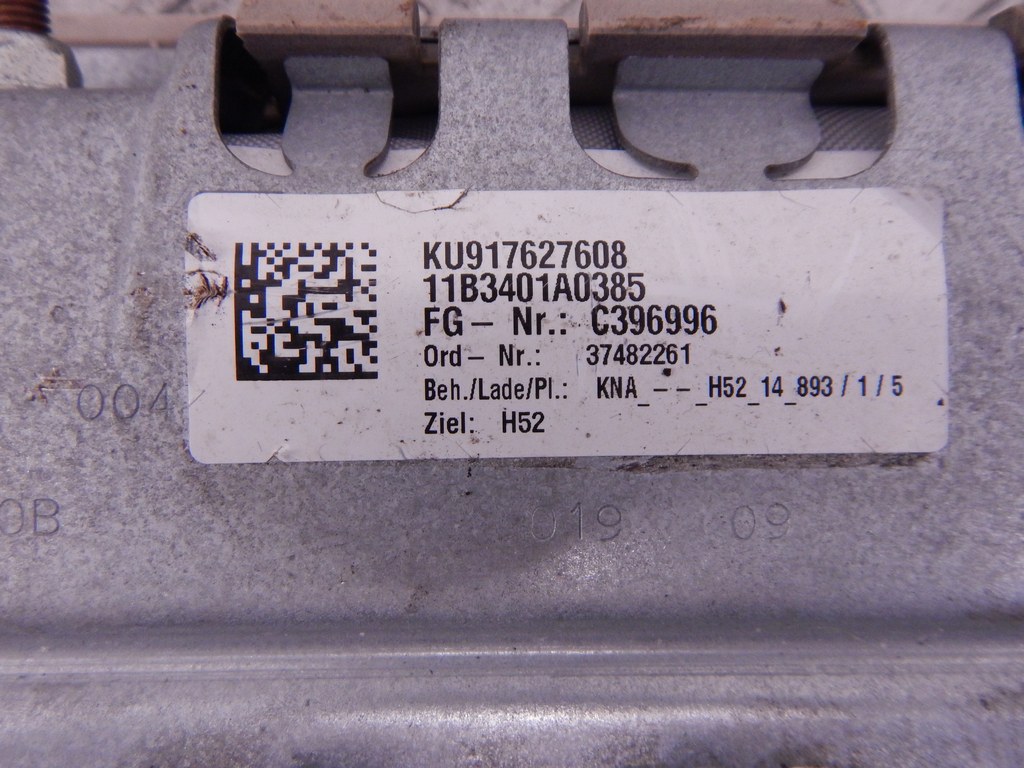 KU917627608
11B3401A0385
FG– Nr.: C396996
Ord– Nr.: 37482261
Beh./Lade/Pl.: KNA_––_H52_14_893/1/5
Ziel: H52
004
0B
019 09